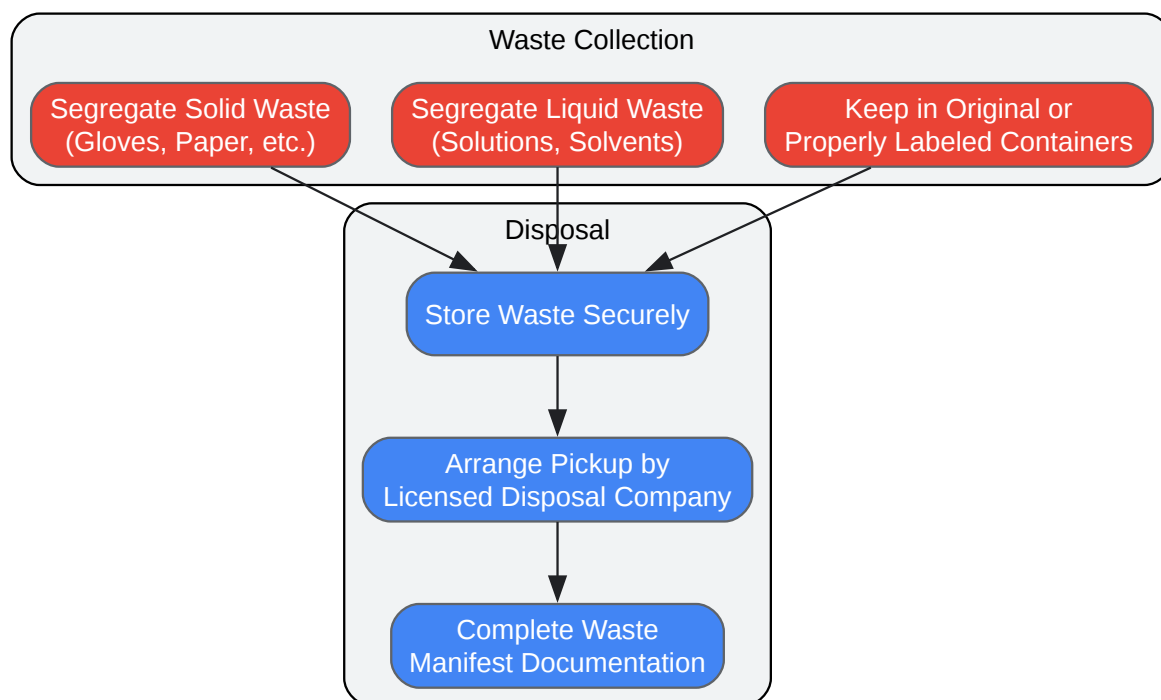 Waste Collection
Segregate Solid Waste
(Gloves, Paper, etc.)
Segregate Liquid Waste
(Solutions, Solvents)
Keep in Original or
Properly Labeled Containers
Disposal
Store Waste Securely
Arrange Pickup by
Licensed Disposal Company
Complete Waste
Manifest Documentation